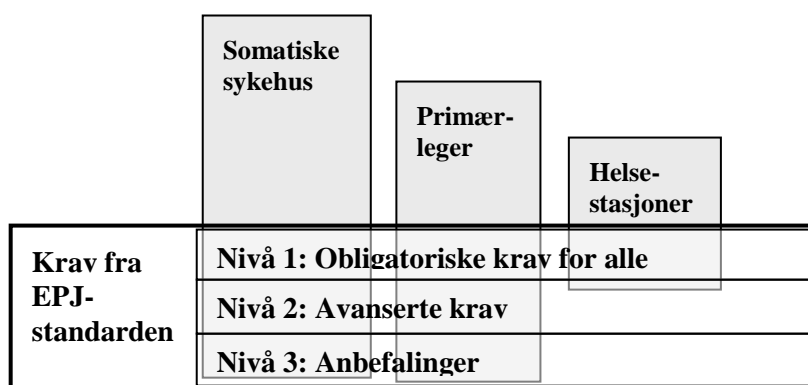 Somatiske
sykehus
Primær-
leger
Helse-
stasjoner
Krav fra
EPJ-
standarden
Nivå 1: Obligatoriske krav for alle
Nivå 2: Avanserte krav
Nivå 3: Anbefalinger